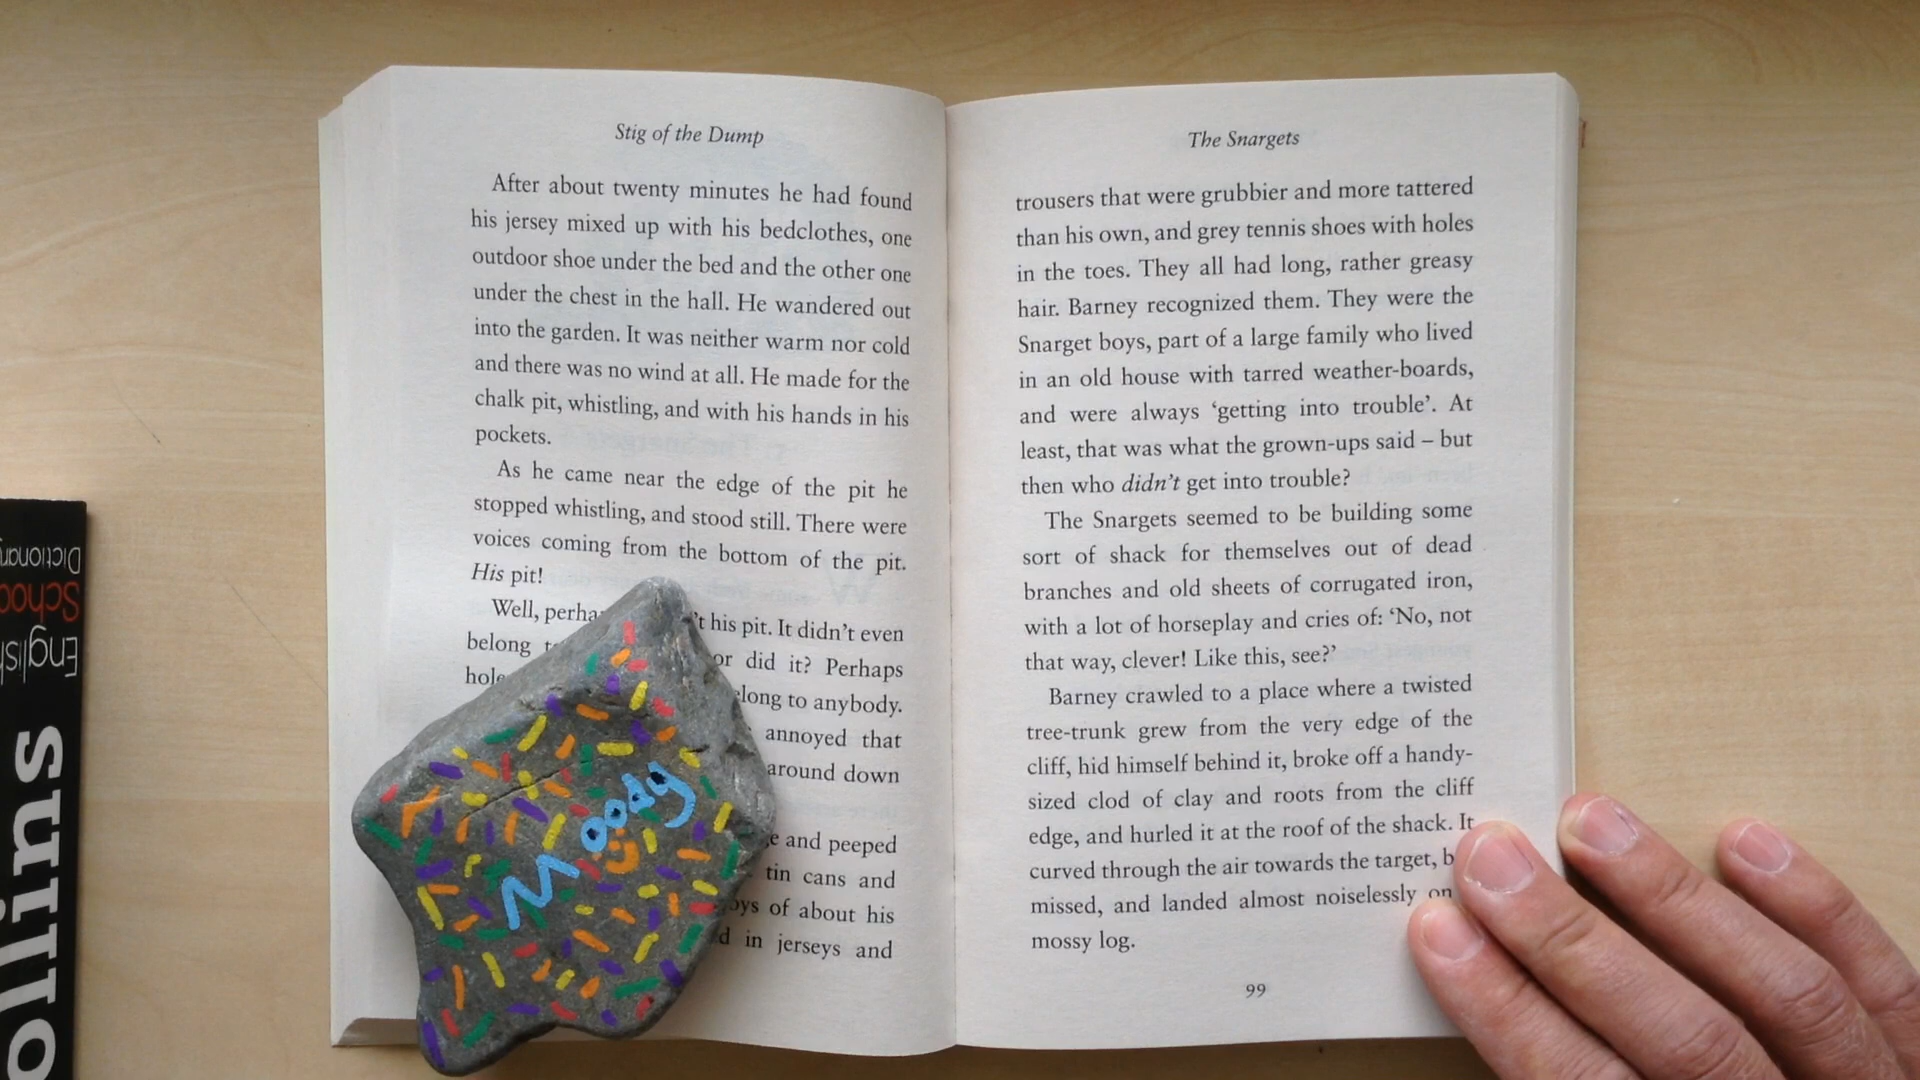 Stig of the Dump
After about twenty minutes he had found
his jersey mixed up with his bedclothes, one
outdoor shoe under the bed and the other one
under the chest in the hall. He wandered out
into the garden. It was neither warm nor cold
and there was no wind at all. He made for the
chalk pit, whistling, and with his hands in his
pockets.
As he came near the edge of the pit he
stopped whistling, and stood still. There were
voices coming from the bottom of the pit.
His pit!
Well, his pit. It didn't even
belong or did it? Perhaps
to anybody.
annoyed that
around down
and peeped
tin cans and
of about his
in jerseys and
Moody
The Snargets
trousers that were grubbier and more tattered
than his own, and grey tennis shoes with holes
in the toes. They all had long, rather greasy
hair. Barney recognized them. They were the
Snarget boys, part of a large family who lived
in an old house with tarred weather-boards,
and were always ‘getting into trouble’. At
least, that was what the grown-ups said – but
then who didn’t get into trouble?
The Snargets seemed to be building some
sort of shack for themselves out of dead
branches and old sheets of corrugated iron,
with a lot of horseplay and cries of: ‘No, not
that way, clever! Like this, see?’
Barney crawled to a place where a twisted
tree-trunk grew from the very edge of the
cliff, hid himself behind it, broke off a handy-
sized clod of clay and roots from the cliff
edge, and hurled it at the roof of the shack. It
curved through the air towards the target,
missed, and landed almost noiselessly on
mossy log.
99
English
School
Dictionary